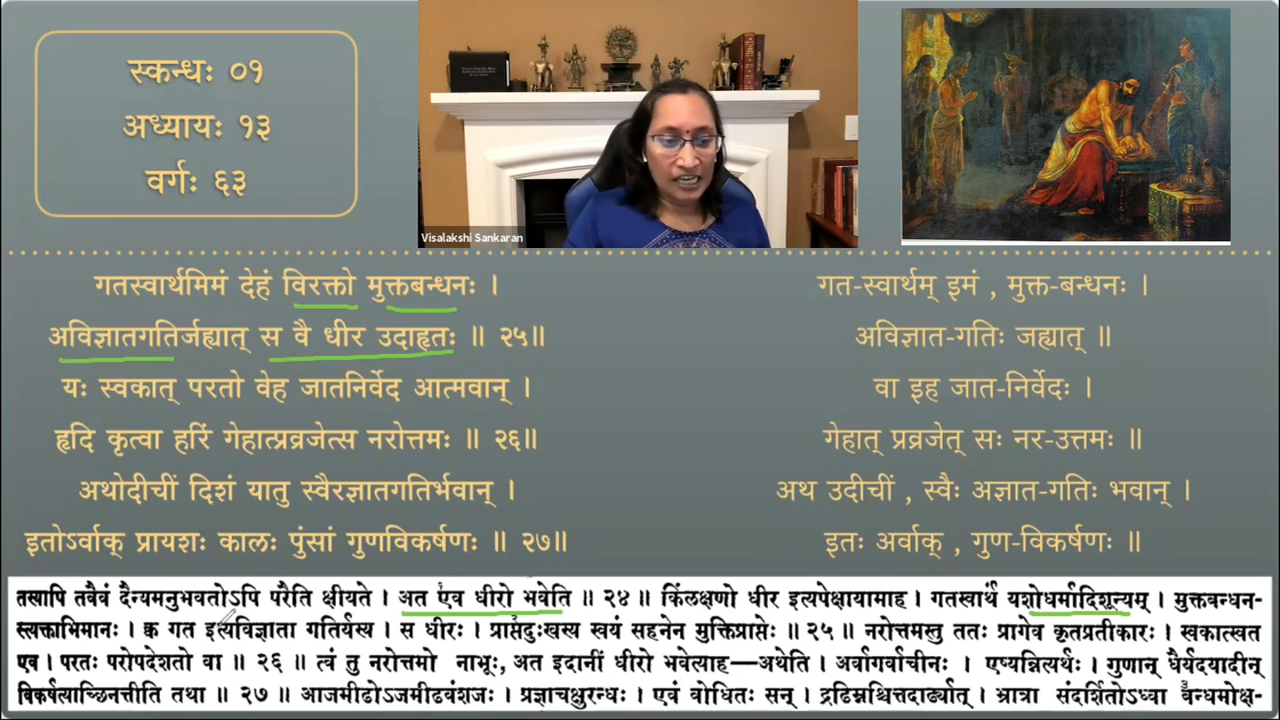 स्कन्धः ०१
अध्यायः १३
वर्गः ६३
Visalakshi Sankaran
गतस्वार्थमिमं देहं विरक्तो मुक्तबन्धनः ।
अविज्ञातगतिर्जह्यात् स वै धीर उदाहृतः ॥ २५॥
यः स्वकात् परतो वेह जातनिर्वेद आत्मवान् ।
हृदि कृत्वा हरिं गेहात्प्रव्रजेत्स नरोत्तमः ॥ २६॥
अथोदीचीं दिशं यातु स्वैरज्ञातगतिर्भवान् ।
इतोऽर्वाक् प्रायशः कालः पुंसां गुणविकर्षणः ॥ २७॥
गत-स्वार्थम् इमं , मुक्त-बन्धनः ।
अविज्ञात-गतिः जह्यात् ॥
वा इह जात-निर्वेदः ।
गेहात् प्रव्रजेत् सः नर-उत्तमः ॥
अथ उदीचीं , स्वैः अज्ञात-गतिः भवान् ।
इतः अर्वाक् , गुण-विकर्षणः ॥
तस्यापि तवैवं दैन्यमनुभवतोऽपि परैति क्षीयते । अत एव धीरो भवेति ॥ २४ ॥ किंलक्षणो धीर इत्यपेक्षायामाह । गतस्वार्थं यशोधर्मादिशून्यम् । मुक्तबन्धन-
स्त्यक्ताभिमानः । क्व गत इत्यविज्ञाता गतिर्यस्य । स धीरः । प्राप्तदुःखस्य स्वयं सहनेन मुक्तिप्राप्तेः ॥ २५ ॥ नरोत्तमस्तु ततः प्रागेव कृतप्रतीकारः । स्वकात्स्वत
एव । परतः परोपदेशतो वा ॥ २६ ॥ त्वं तु नरोत्तमो नाभूः, अत इदानीं धीरो भवेत्याह—अथेति । अर्वागर्वाचीनः । एष्यन्नित्यर्थः । गुणान् धैर्यदयादीन्
विकर्षत्याच्छिनत्तीति तथा ॥ २७ ॥ आजमीढोऽजमीढवंशजः । प्रज्ञाचक्षुरन्धः । एवं बोधितः सन् । द्रढिम्नश्चित्तदार्ढ्यात् । भ्रात्रा संदर्शितोऽध्वा बन्धमोक्ष-